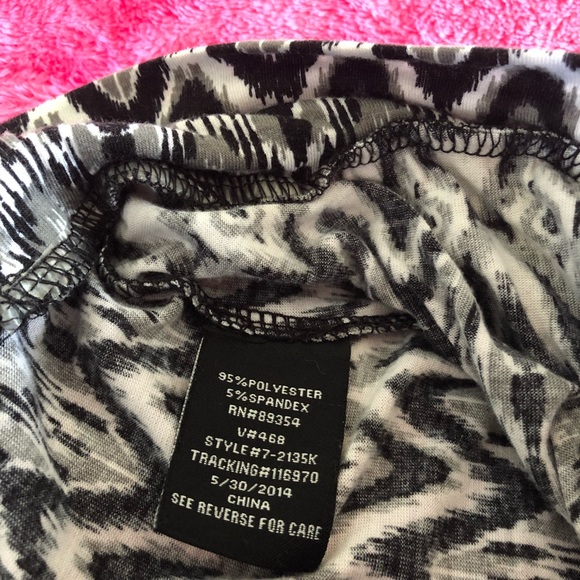 95%POLYESTER
5%SPANDEX
RN#89354
V#468
STYLE#7-2135K
TRACKING#116970
5/30/2014
CHINA
SEE REVERSE FOR CARE